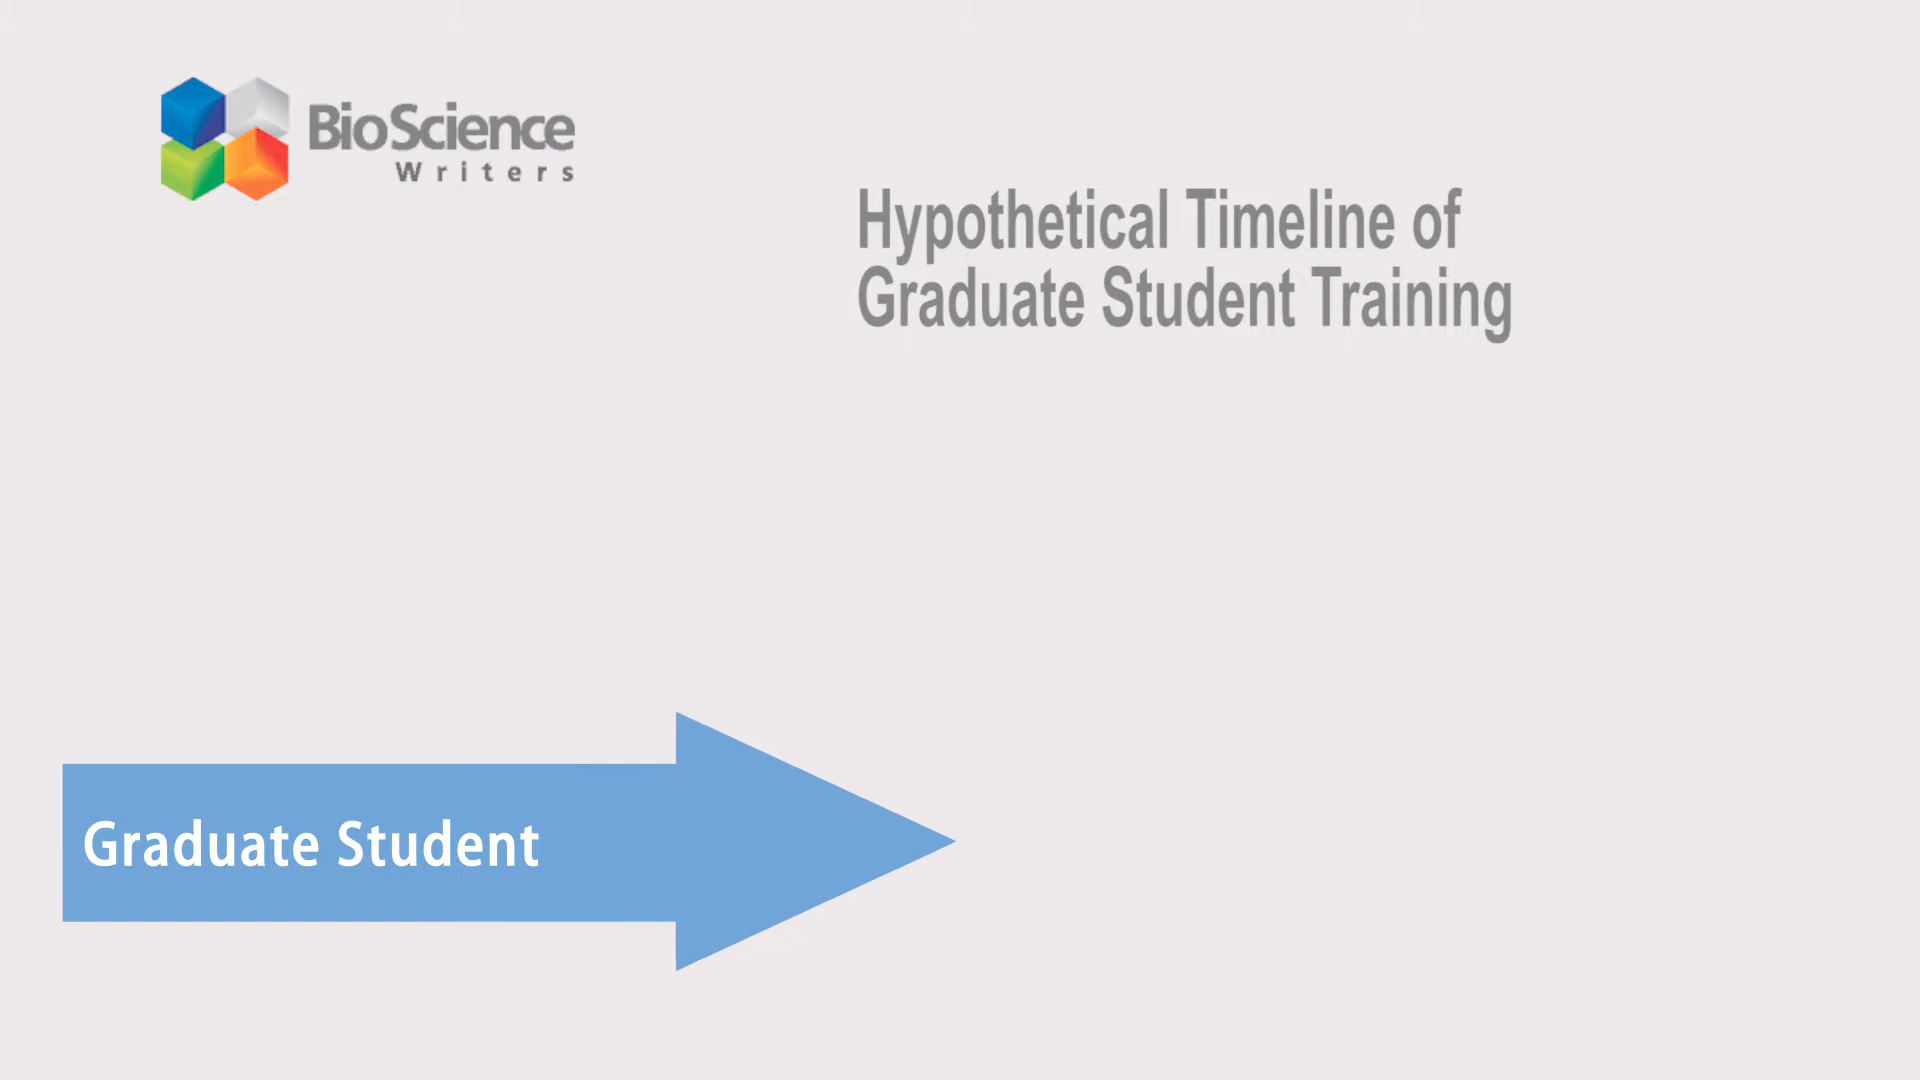 BioScience
Writers
Hypothetical Timeline of
Graduate Student Training
Graduate Student